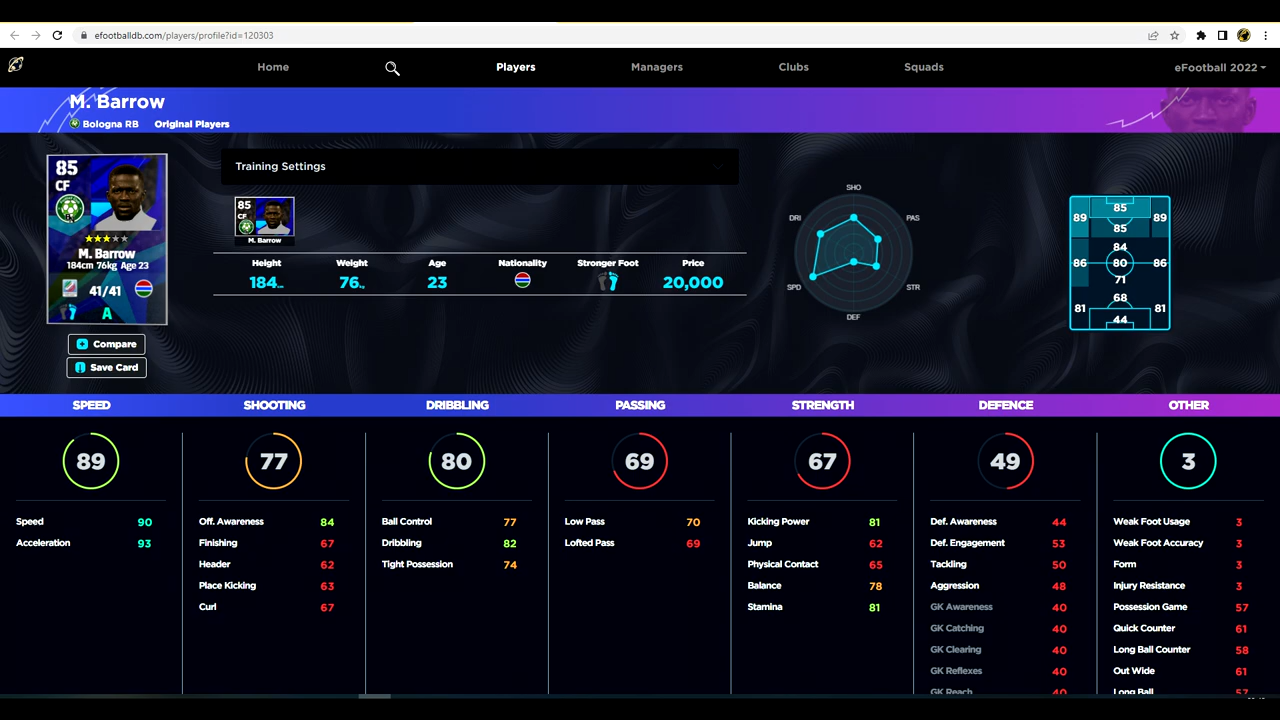 efootballdb.com/players/profile?id=120303
Home
Players
Managers
Clubs
Squads
eFootball 2022
M. Barrow
Bologna RB Original Players
85
CF
M. Barrow
184cm 76kg Age 23
41/41
A
Compare
Save Card
Training Settings
85
CF
M. Barrow
Height Weight Age Nationality Stronger Foot Price
184 76 23 20,000
SHO
DRI PAS
SPD STR
DEF
85
89 89
85
84
86 80 86
71
68
81 81
44
SPEED SHOOTING DRIBBLING PASSING STRENGTH DEFENCE OTHER
89 77 80 69 67 49 3
Speed 90
Acceleration 93
Off. Awareness 84
Finishing 67
Header 62
Place Kicking 63
Curl 67
Ball Control 77
Dribbling 82
Tight Possession 74
Low Pass 70
Lofted Pass 69
Kicking Power 81
Jump 62
Physical Contact 65
Balance 78
Stamina 81
Def. Awareness 44
Def. Engagement 53
Tackling 50
Aggression 48
GK Awareness 40
GK Catching 40
GK Clearing 40
GK Reflexes 40
GK Reach 40
Weak Foot Usage 3
Weak Foot Accuracy 3
Form 3
Injury Resistance 3
Possession Game 57
Quick Counter 61
Long Ball Counter 58
Out Wide 61
Long Ball 57